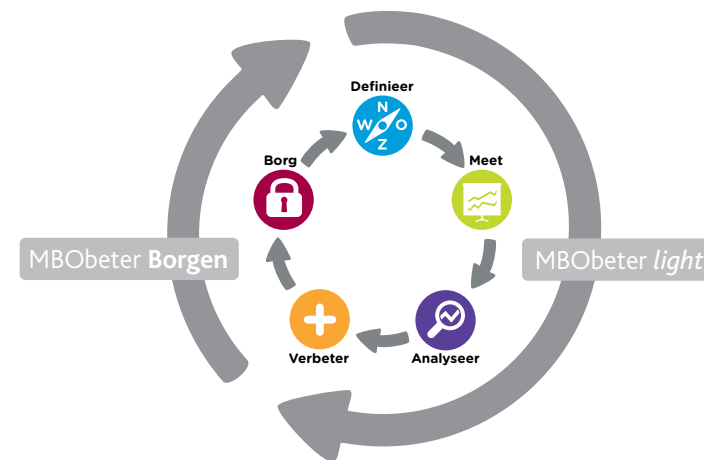 Definieer
N
W O
Z
Borg
Meet
MBObeter Borgen
MBObeter light
Verbeter
Analyseer